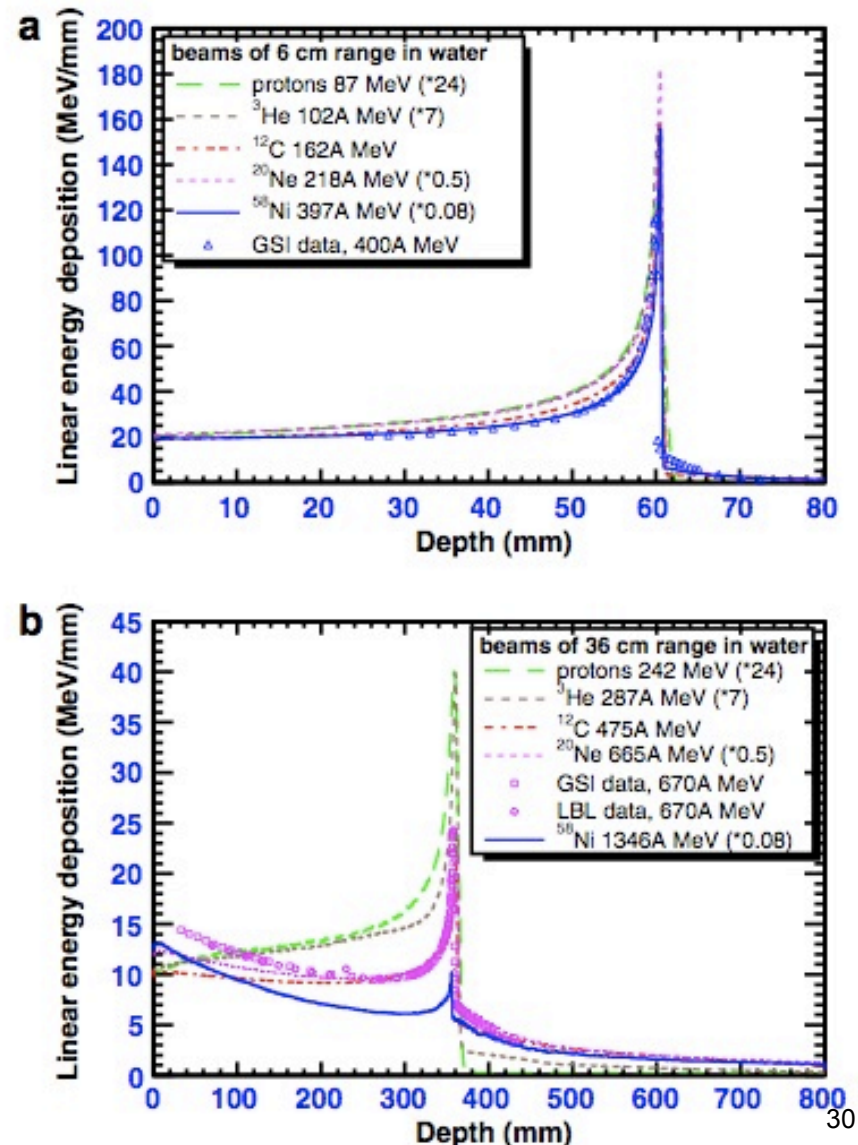 a
Linear energy deposition (MeV/mm)
200
180
160
140
120
100
80
60
40
20
0
beams of 6 cm range in water
protons 87 MeV (*24)
³He 102A MeV (*7)
¹²C 162A MeV
²⁰Ne 218A MeV (*0.5)
⁵⁸Ni 397A MeV (*0.08)
GSI data, 400A MeV
0 10 20 30 40 50 60 70 80
Depth (mm)
b
Linear energy deposition (MeV/mm)
45
40
35
30
25
20
15
10
5
0
beams of 36 cm range in water
protons 242 MeV (*24)
³He 287A MeV (*7)
¹²C 475A MeV
²⁰Ne 665A MeV (*0.5)
GSI data, 670A MeV
LBL data, 670A MeV
⁵⁸Ni 1346A MeV (*0.08)
0 100 200 300 400 500 600 700 800
Depth (mm)
30